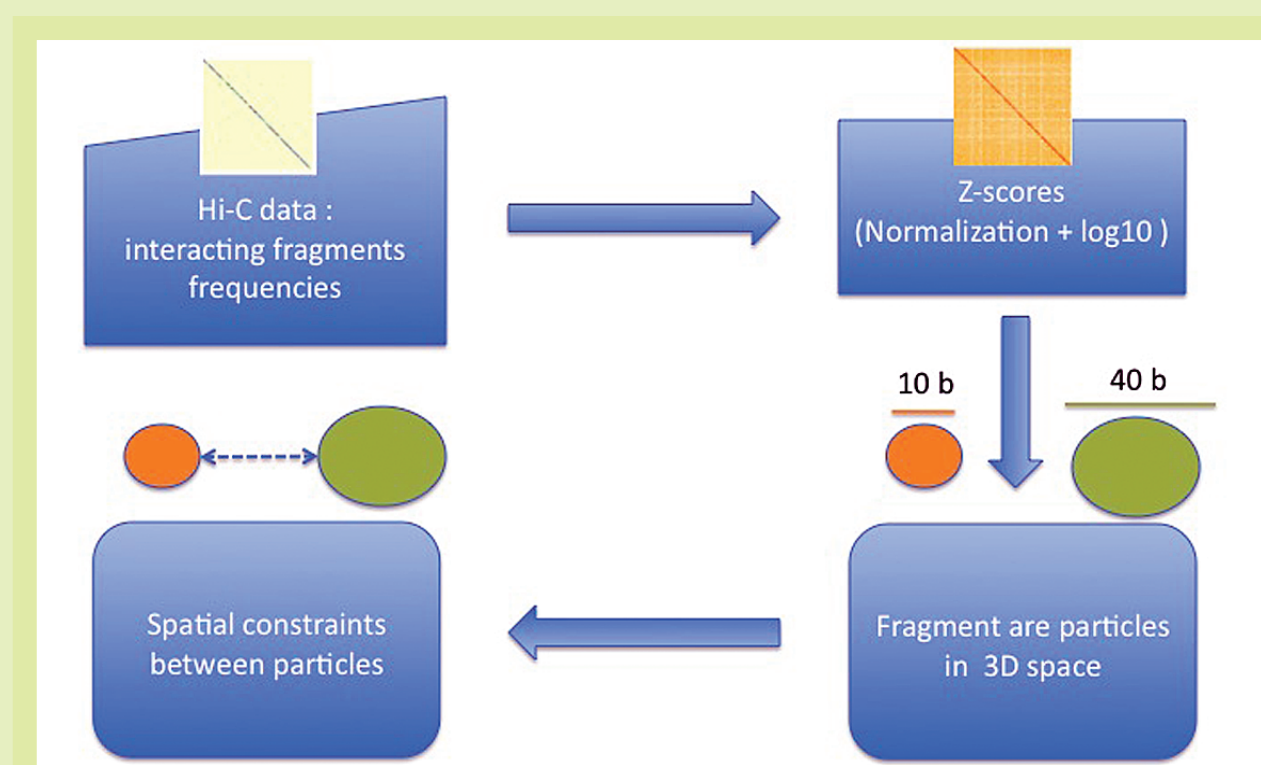 Hi-C data :
interacting fragments
frequencies
Z-scores
(Normalization + log10 )
10 b
40 b
Fragment are particles
in 3D space
Spatial constraints
between particles